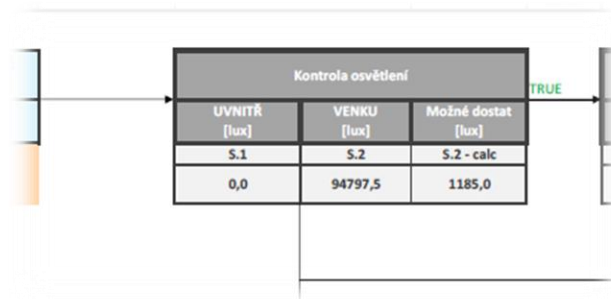 Kontrola osvětlení
TRUE
UVNITŘ VENKU Možné dostat
[lux] [lux] [lux]
S.1 S.2 S.2 - calc
0,0 94797,5 1185,0